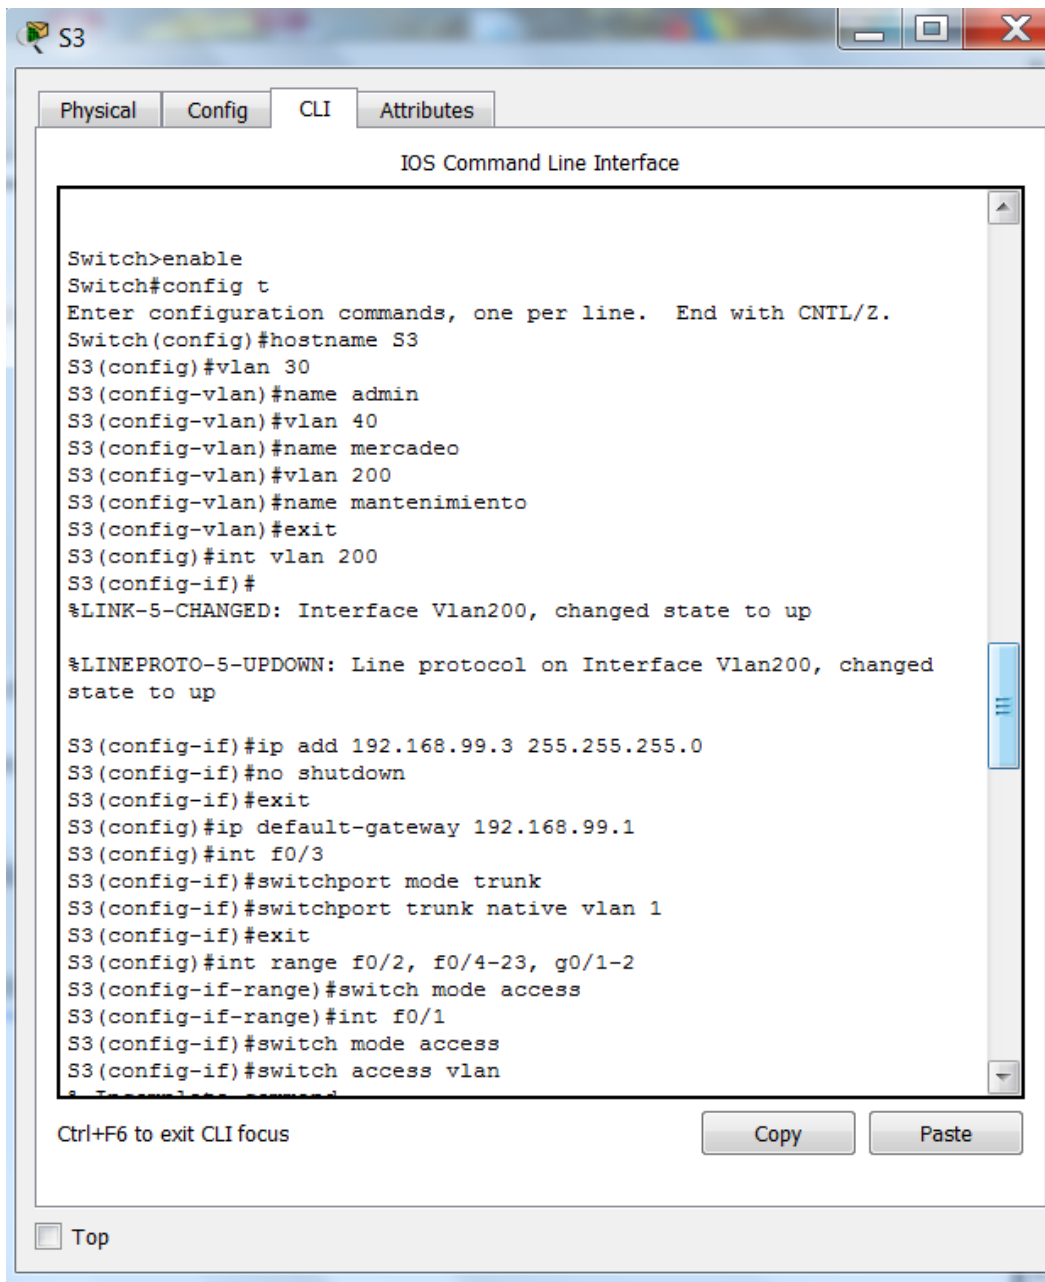 S3
Physical Config CLI Attributes
IOS Command Line Interface
Switch>enable
Switch#config t
Enter configuration commands, one per line.  End with CNTL/Z.
Switch(config)#hostname S3
S3(config)#vlan 30
S3(config-vlan)#name admin
S3(config-vlan)#vlan 40
S3(config-vlan)#name mercadeo
S3(config-vlan)#vlan 200
S3(config-vlan)#name mantenimiento
S3(config-vlan)#exit
S3(config)#int vlan 200
S3(config-if)#
%LINK-5-CHANGED: Interface Vlan200, changed state to up
%LINEPROTO-5-UPDOWN: Line protocol on Interface Vlan200, changed
state to up
S3(config-if)#ip add 192.168.99.3 255.255.255.0
S3(config-if)#no shutdown
S3(config-if)#exit
S3(config)#ip default-gateway 192.168.99.1
S3(config)#int f0/3
S3(config-if)#switchport mode trunk
S3(config-if)#switchport trunk native vlan 1
S3(config-if)#exit
S3(config)#int range f0/2, f0/4-23, g0/1-2
S3(config-if-range)#switch mode access
S3(config-if-range)#int f0/1
S3(config-if)#switch mode access
S3(config-if)#switch access vlan
% Incomplete command
Ctrl+F6 to exit CLI focus
Copy Paste
Top